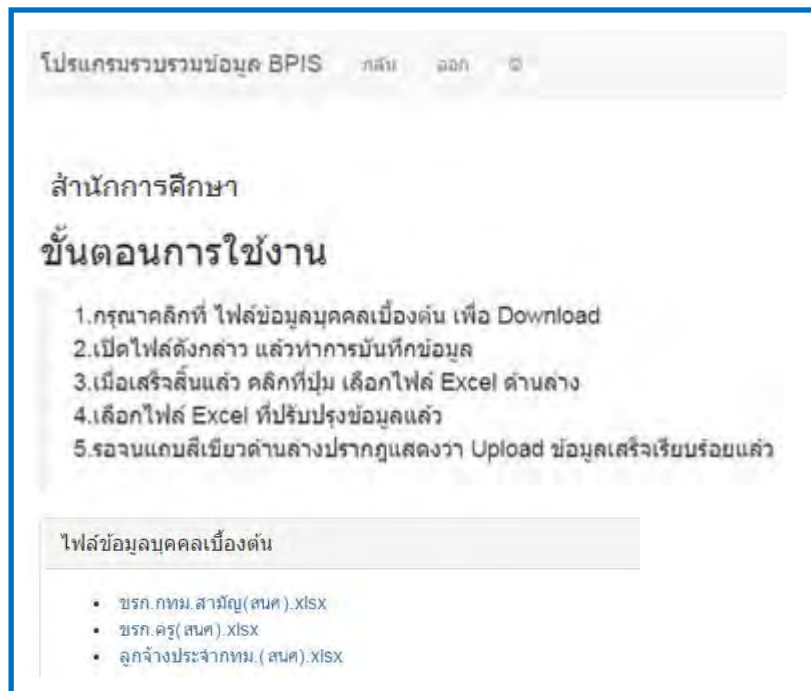 โปรแกรมรวบรวมข้อมูล BPIS กลับ ออก
สำนักการศึกษา
ขั้นตอนการใช้งาน
1.กรุณาคลิกที่ ไฟล์ข้อมูลบุคคลเบื้องต้น เพื่อ Download
2.เปิดไฟล์ดังกล่าว แล้วทำการบันทึกข้อมูล
3.เมื่อเสร็จสิ้นแล้ว คลิกที่ปุ่ม เลือกไฟล์ Excel ด้านล่าง
4.เลือกไฟล์ Excel ที่ปรับปรุงข้อมูลแล้ว
5.รอจนแถบสีเขียวด้านล่างปรากฎแสดงว่า Upload ข้อมูลเสร็จเรียบร้อยแล้ว
ไฟล์ข้อมูลบุคคลเบื้องต้น
• ขรก.กทม.สามัญ(สนศ).xlsx
• ขรก.ครู(สนศ).xlsx
• ลูกจ้างประจำกทม.(สนศ).xlsx